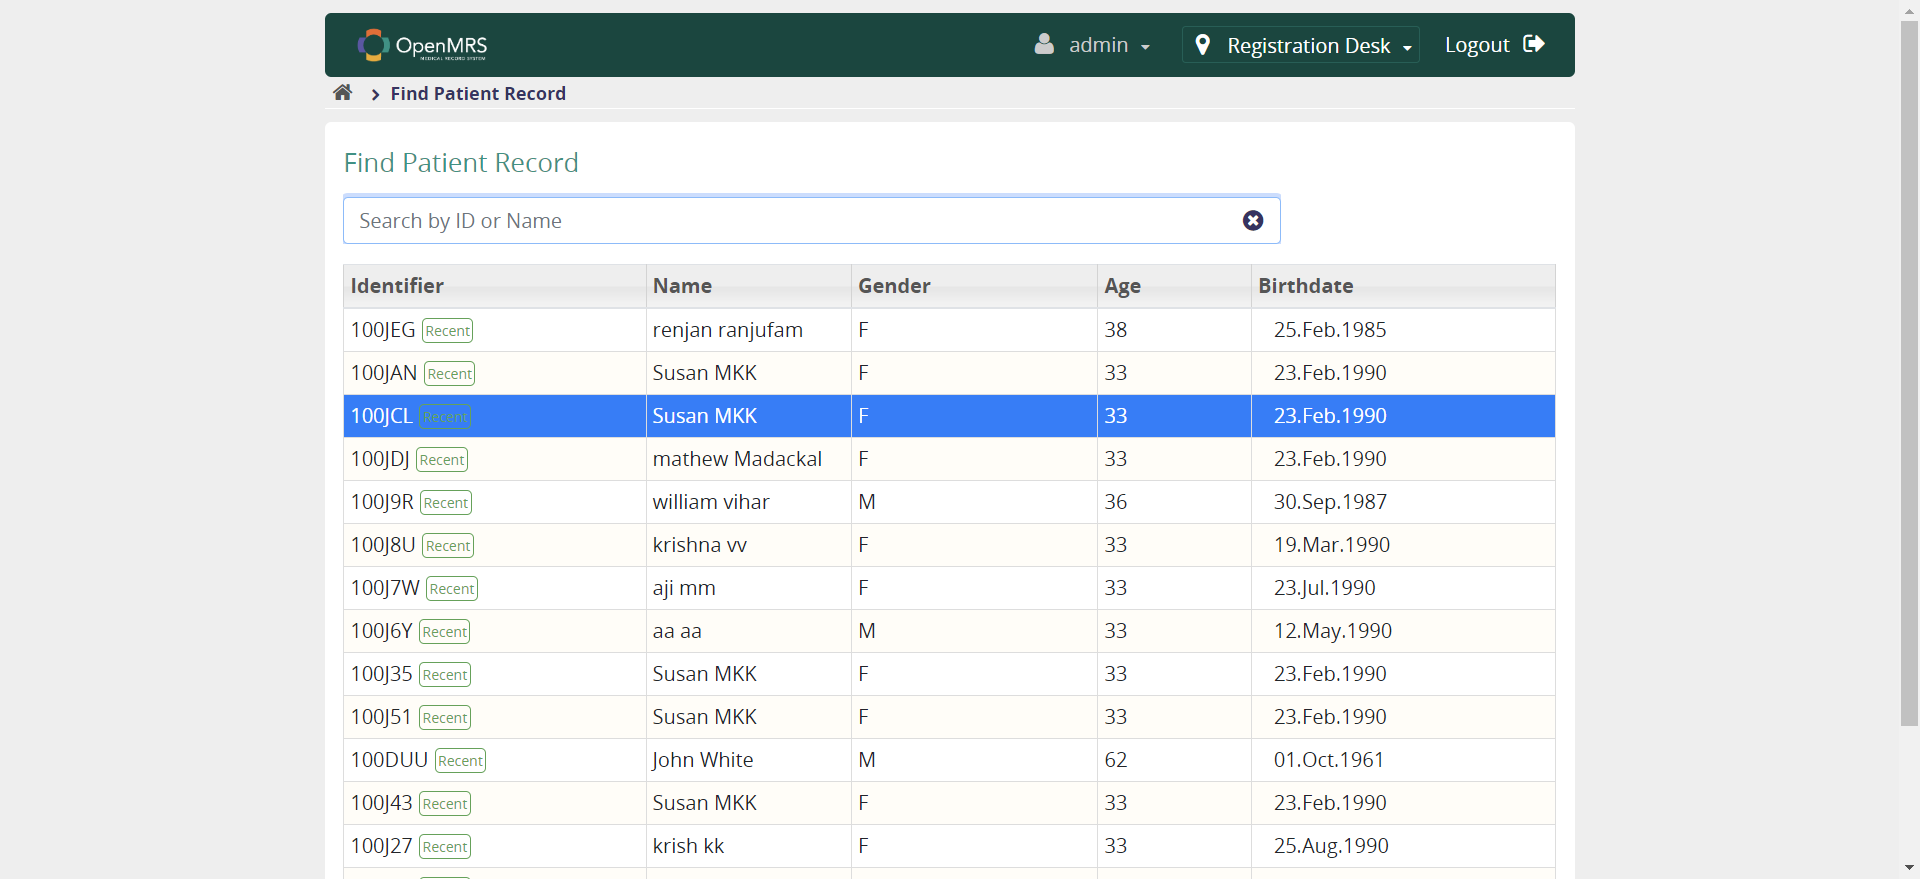 OpenMRS
MEDICAL RECORD SYSTEM
admin
Registration Desk
Logout
Find Patient Record
Find Patient Record
Search by ID or Name
Identifier Name Gender Age Birthdate
100JEG Recent renjan ranjufam F 38 25.Feb.1985
100JAN Recent Susan MKK F 33 23.Feb.1990
100JCL Recent Susan MKK F 33 23.Feb.1990
100JDJ Recent mathew Madackal F 33 23.Feb.1990
100J9R Recent william vihar M 36 30.Sep.1987
100J8U Recent krishna vv F 33 19.Mar.1990
100J7W Recent aji mm F 33 23.Jul.1990
100J6Y Recent aa aa M 33 12.May.1990
100J35 Recent Susan MKK F 33 23.Feb.1990
100J51 Recent Susan MKK F 33 23.Feb.1990
100DUU Recent John White M 62 01.Oct.1961
100J43 Recent Susan MKK F 33 23.Feb.1990
100J27 Recent krish kk F 33 25.Aug.1990